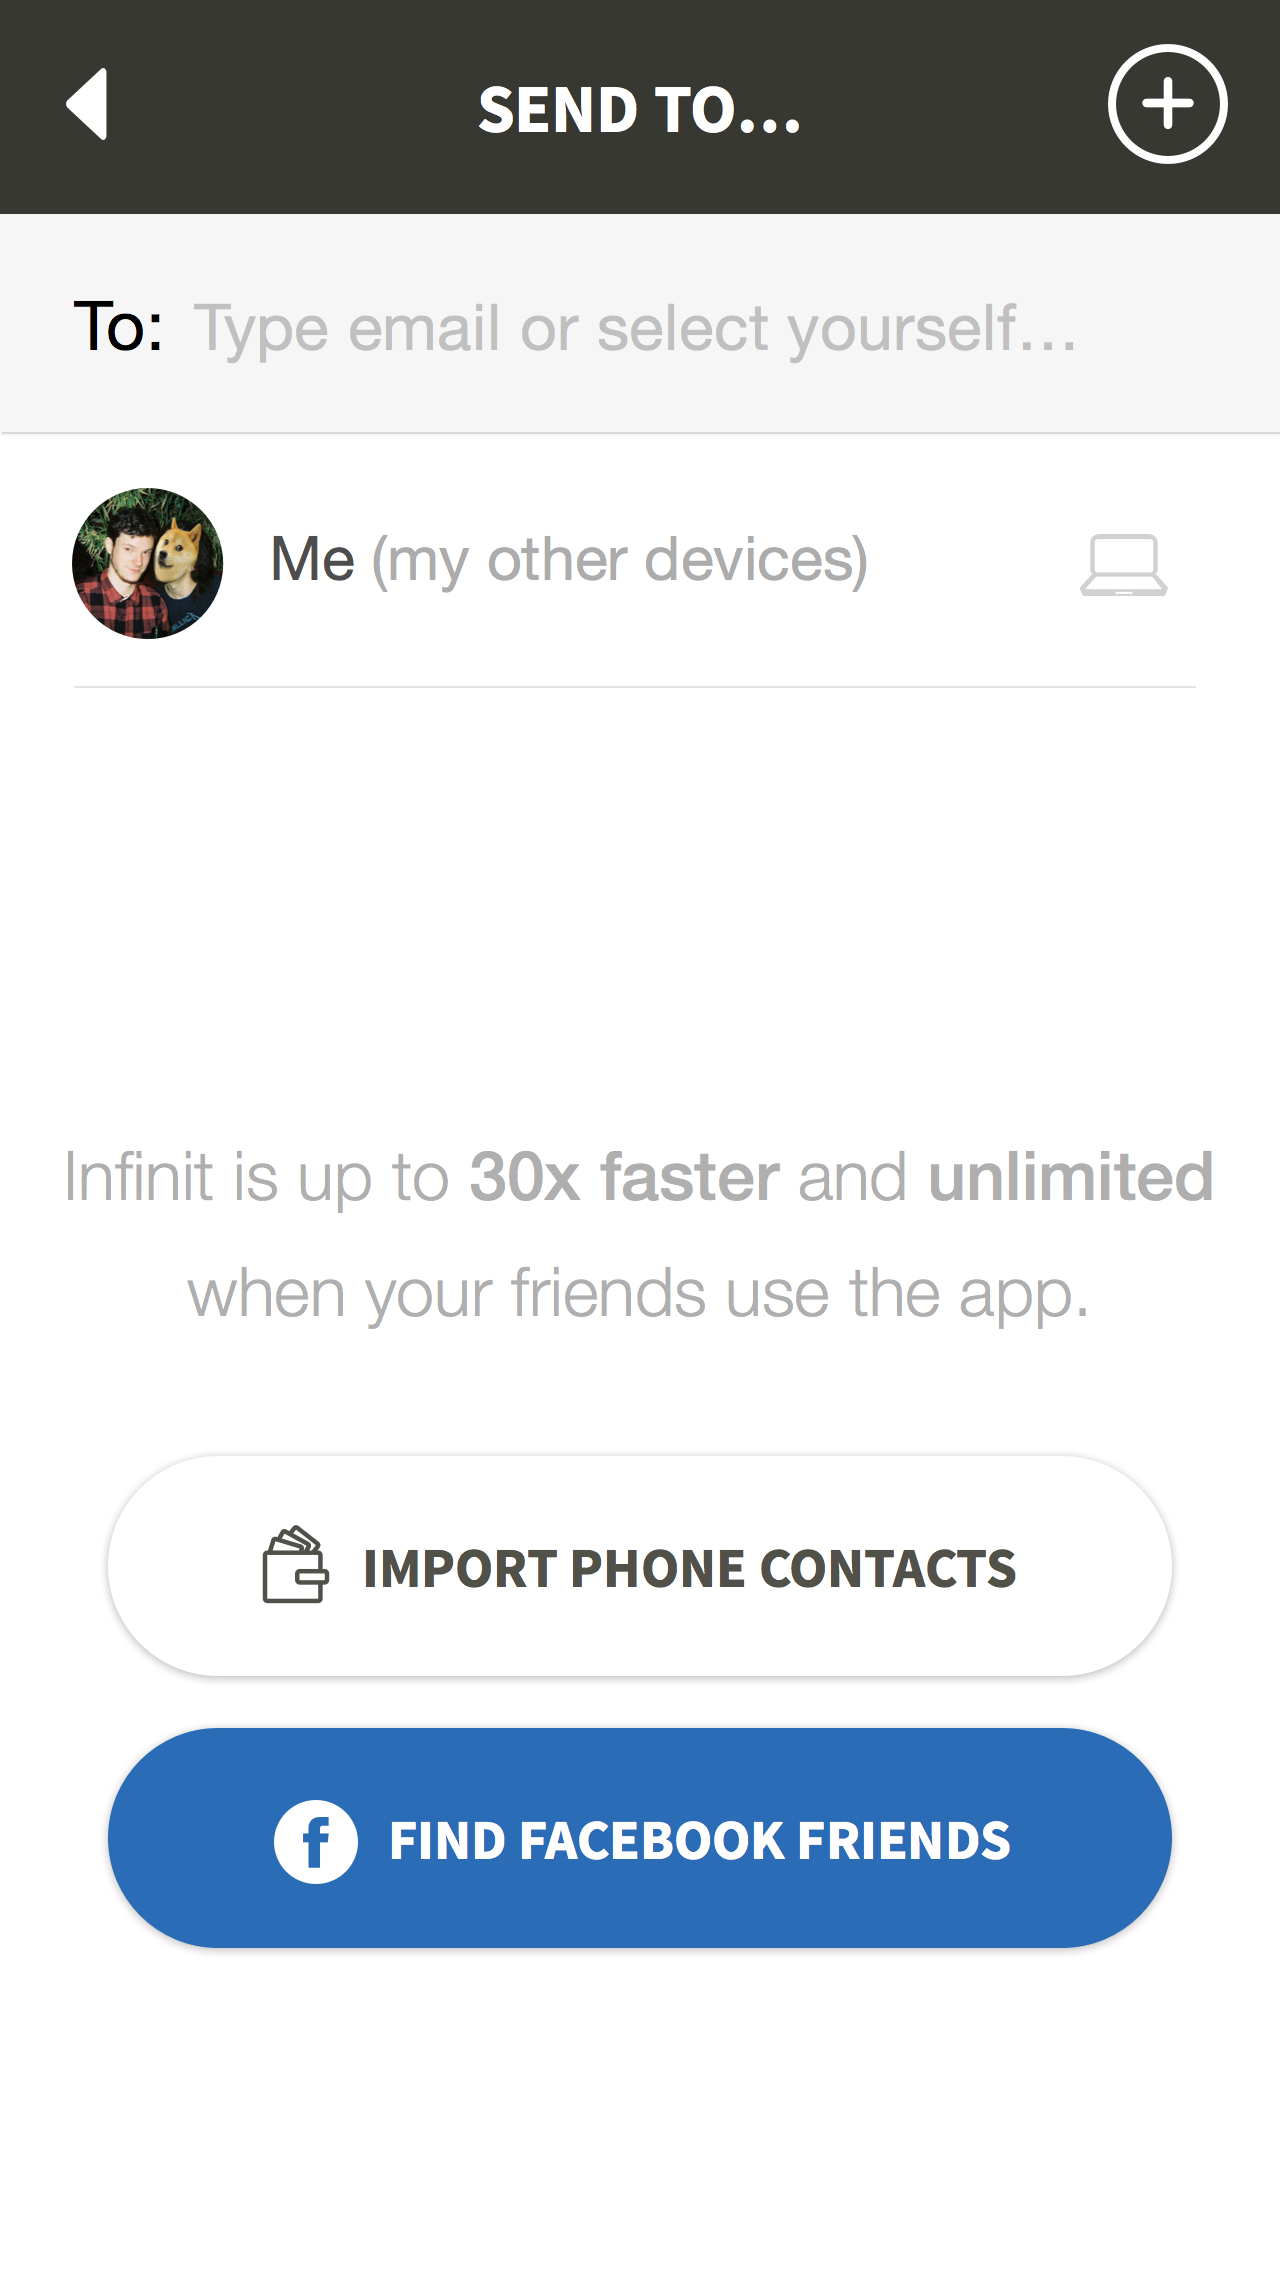 SEND TO...
To: Type email or select yourself...
Me (my other devices)
Infinit is up to 30x faster and unlimited
when your friends use the app.
IMPORT PHONE CONTACTS
f FIND FACEBOOK FRIENDS